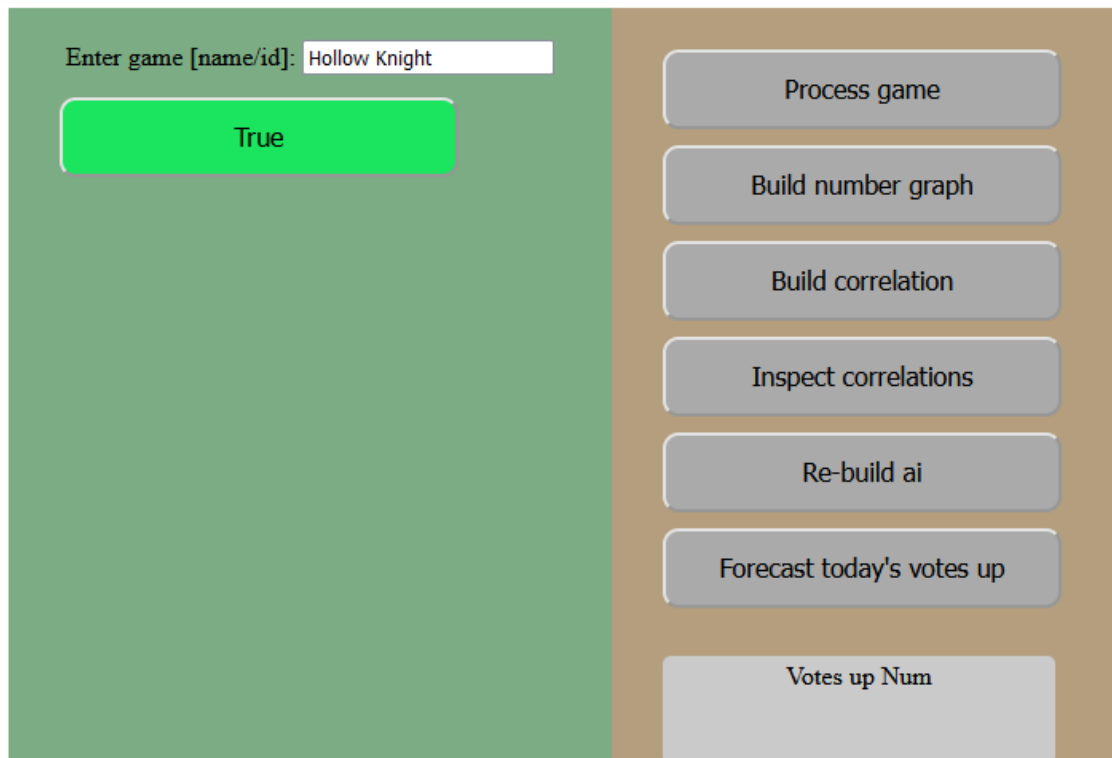 Enter game [name/id]: Hollow Knight
True
Process game
Build number graph
Build correlation
Inspect correlations
Re-build ai
Forecast today's votes up
Votes up Num